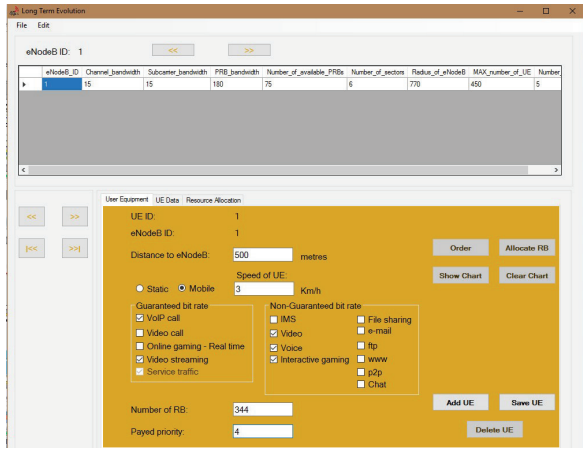 Long Term Evolution
File Edit
eNodeB ID: 1 << >>
eNodeB_ID Channel_bandwidth Subcarrier_bandwidth PRB_bandwidth Number_of_available_PRBs Number_of_sectors Radius_of_eNodeB MAX_number_of_UE Number_
1 15 15 180 75 6 770 450 5
<< >>
|<< >>|
User Equipment UE Data Resource Allocation
UE ID: 1
eNodeB ID: 1
Distance to eNodeB: 500 metres
Order Allocate RB
Speed of UE:
Show Chart Clear Chart
Static Mobile 3 Km/h
Guaranteed bit rate
VoIP call
Video call
Online gaming - Real time
Video streaming
Service traffic
Non-Guaranteed bit rate
IMS File sharing
Video e-mail
Voice ftp
Interactive gaming www
p2p
Chat
Number of RB: 344
Add UE Save UE
Payed priority: 4
Delete UE